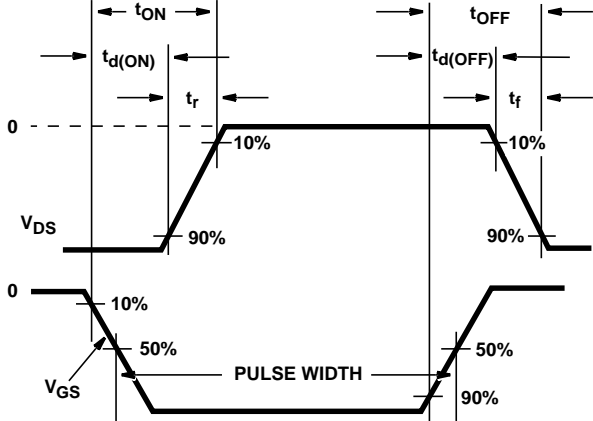 tON
tOFF
td(ON)
td(OFF)
tr
tf
0
10%
10%
VDS
90%
90%
0
10%
50%
50%
VGS
PULSE WIDTH
90%